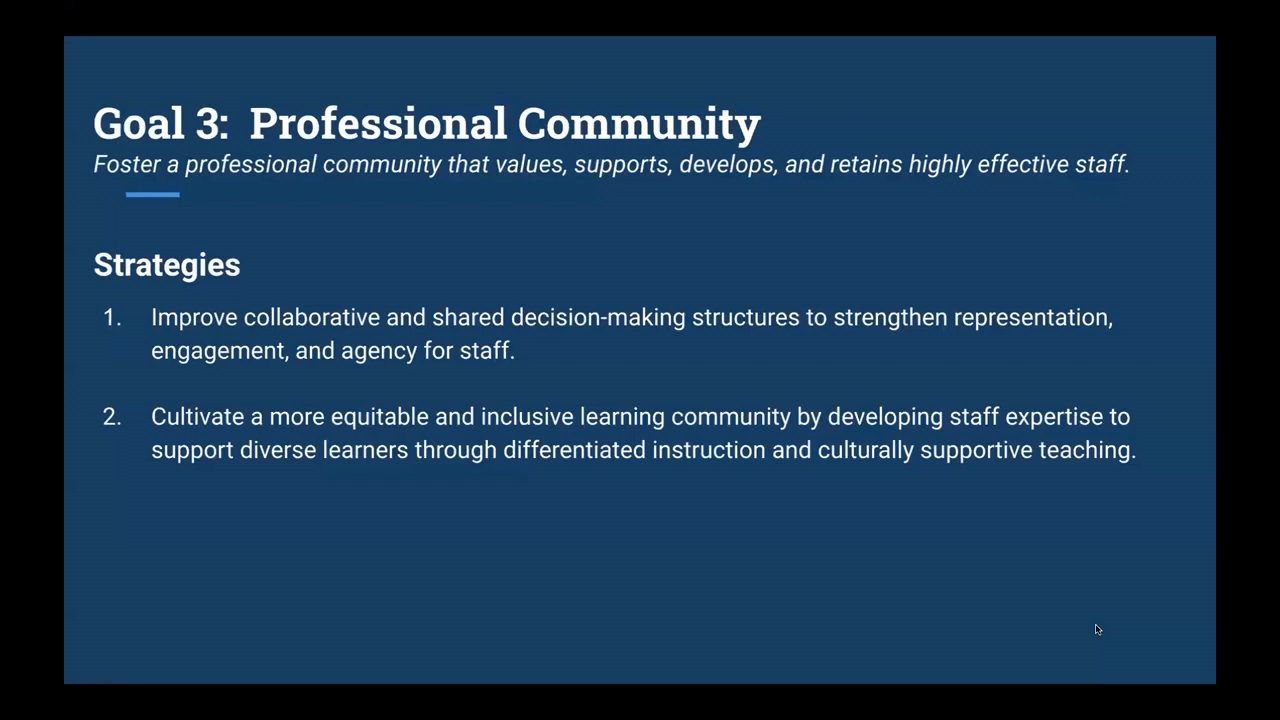 Goal 3:  Professional Community
Foster a professional community that values, supports, develops, and retains highly effective staff.
Strategies
1. Improve collaborative and shared decision-making structures to strengthen representation,
engagement, and agency for staff.
2. Cultivate a more equitable and inclusive learning community by developing staff expertise to
support diverse learners through differentiated instruction and culturally supportive teaching.